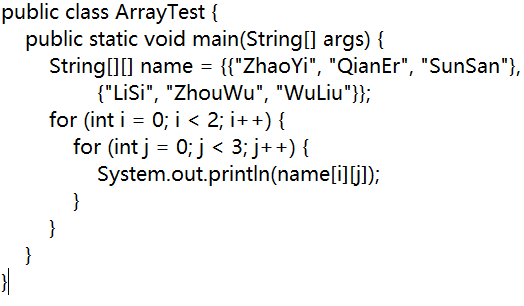 public class ArrayTest {
public static void main(String[] args) {
String[][] name = {{"ZhaoYi", "QianEr", "SunSan"},
{"LiSi", "ZhouWu", "WuLiu"}};
for (int i = 0; i < 2; i++) {
for (int j = 0; j < 3; j++) {
System.out.println(name[i][j]);
}
}
}
}